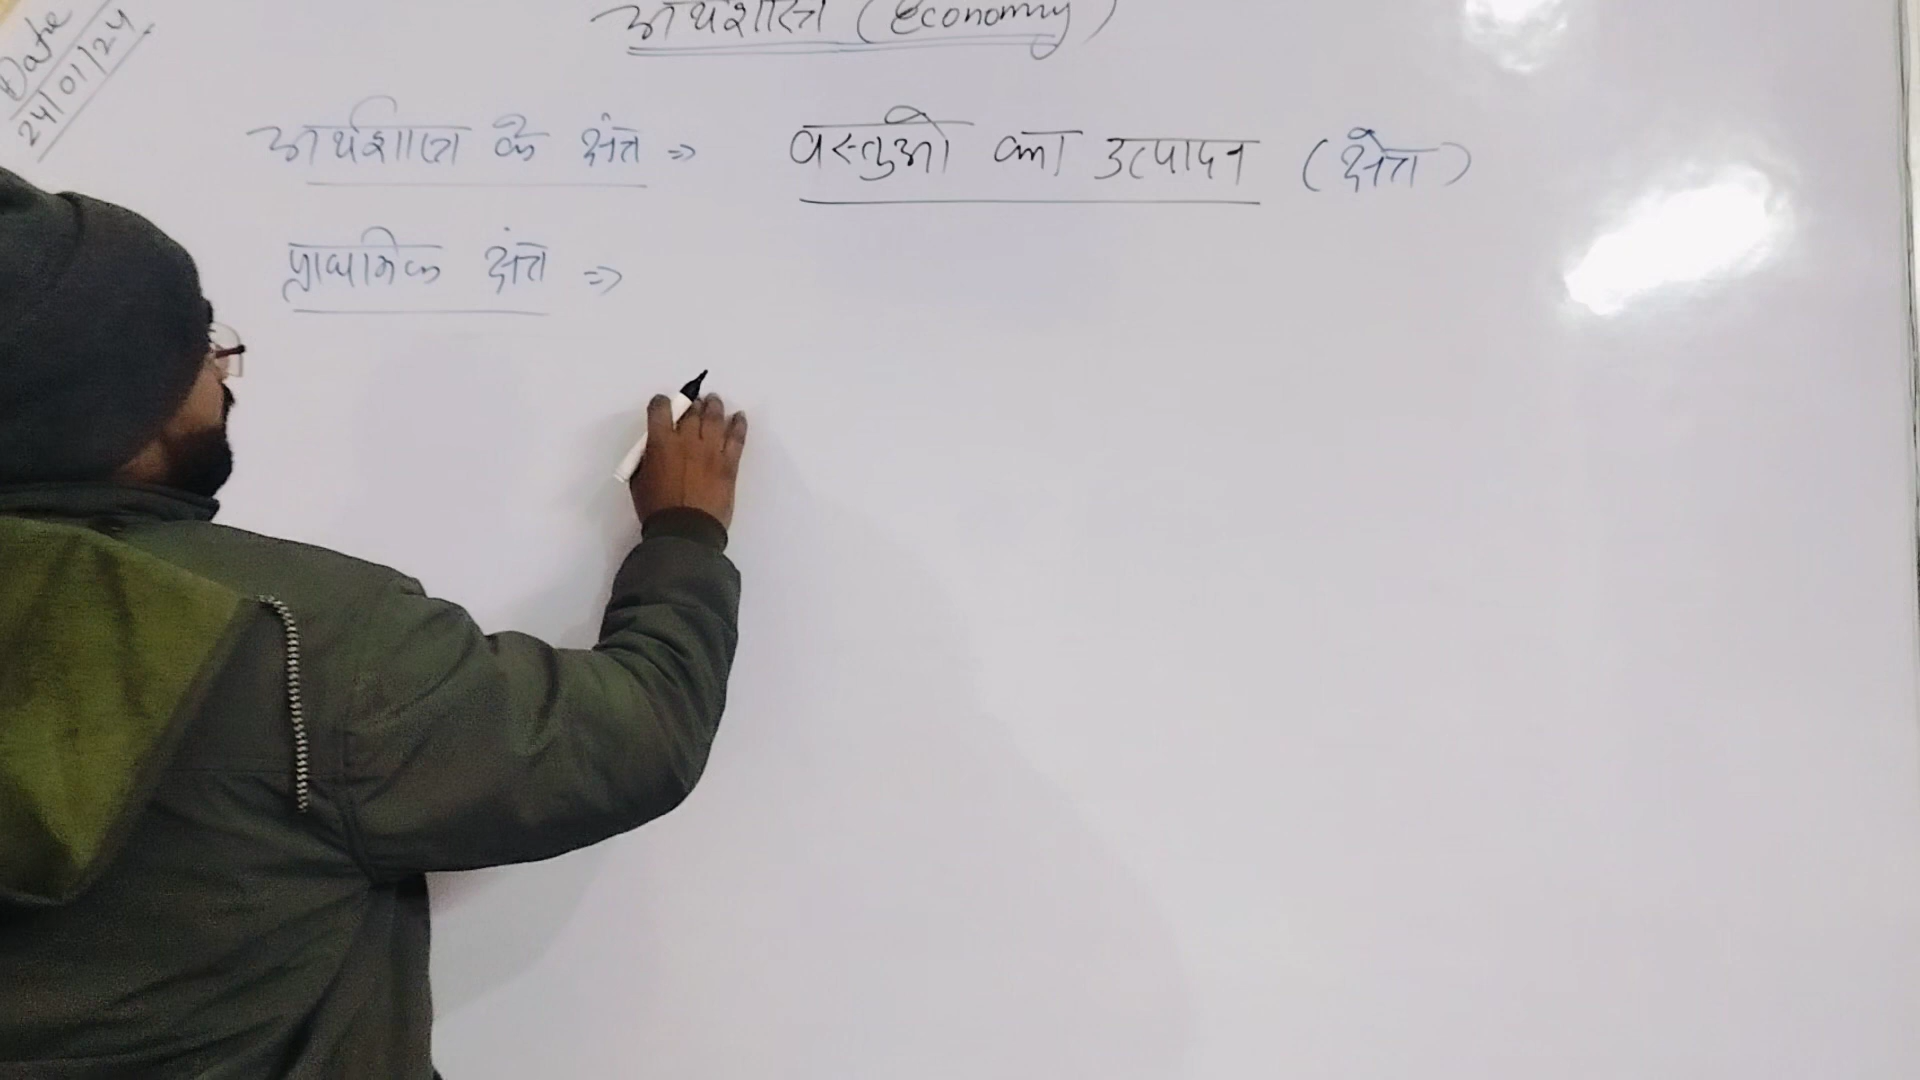 Date
24/01/24
अर्थशास्त्र (Economy)
अर्थशास्त्र के क्षेत्र ⇒ वस्तुओ का उत्पादन (क्षेत्र)
प्राथमिक क्षेत्र ⇒